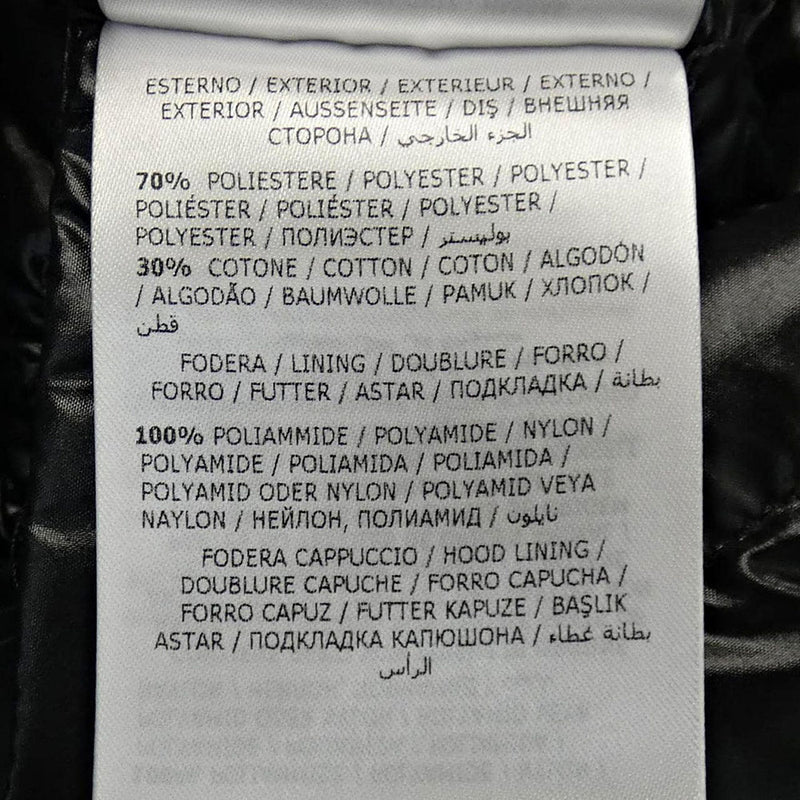 ESTERNO / EXTERIOR / EXTERIEUR / EXTERNO /
EXTERIOR / AUSSENSEITE / DIŞ / ВНЕШНЯЯ
СТОРОНА / الجزء الخارجي
70% POLIESTERE / POLYESTER / POLYESTER /
POLIÉSTER / POLIÉSTER / POLYESTER /
POLYESTER / ПОЛИЭСТЕР / بوليستر
30% COTONE / COTTON / COTON / ALGODÓN
/ ALGODÃO / BAUMWOLLE / PAMUK / ХЛОПОК /
قطن
FODERA / LINING / DOUBLURE / FORRO /
FORRO / FUTTER / ASTAR / ПОДКЛАДКА / بطانة
100% POLIAMMIDE / POLYAMIDE / NYLON /
POLYAMIDE / POLIAMIDA / POLIAMIDA /
POLYAMID ODER NYLON / POLYAMID VEYA
NAYLON / НЕЙЛОН, ПОЛИАМИД / نايلون
FODERA CAPPUCCIO / HOOD LINING /
DOUBLURE CAPUCHE / FORRO CAPUCHA /
FORRO CAPUZ / FUTTER KAPUZE / BAŞLIK
ASTAR / ПОДКЛАДКА КАПЮШОНА / بطانة غطاء
الرأس